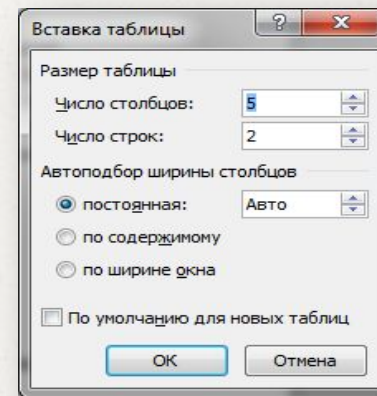 Вставка таблицы
Размер таблицы
Число столбцов: 5
Число строк: 2
Автоподбор ширины столбцов
постоянная: Авто
по содержимому
по ширине окна
По умолчанию для новых таблиц
ОК Отмена